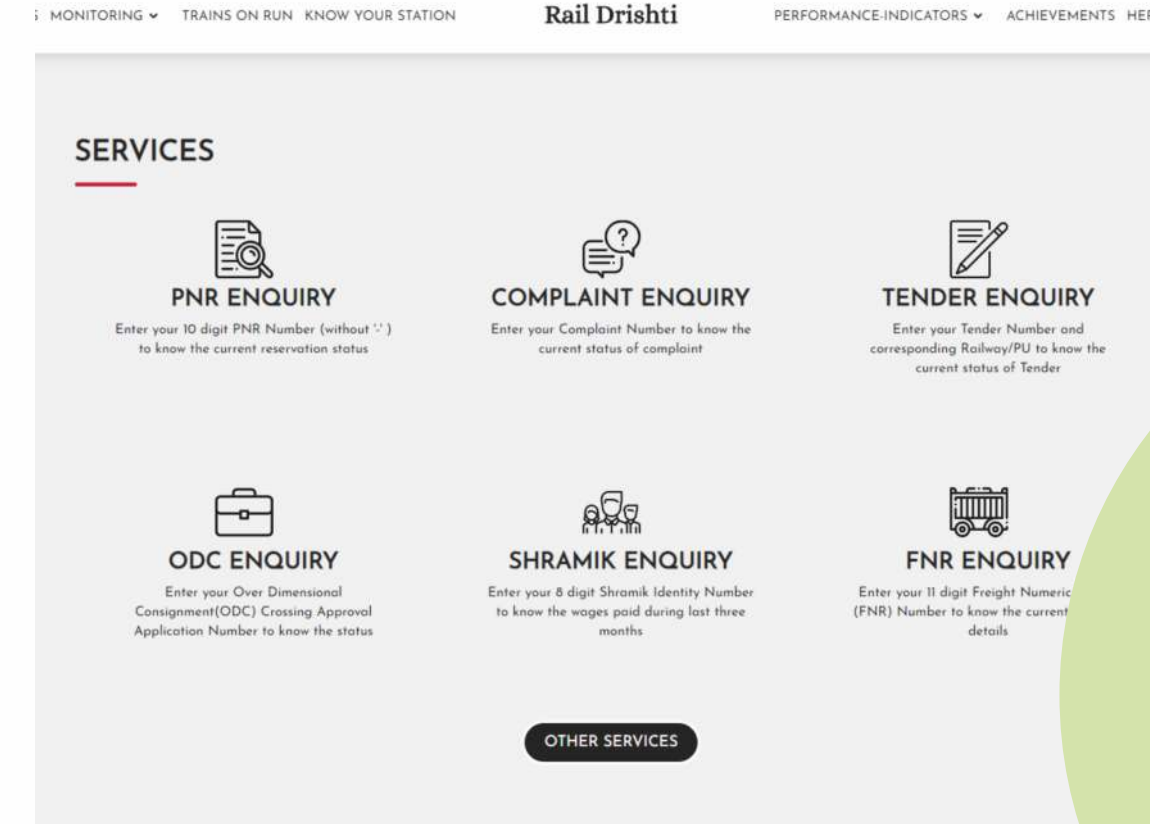 MONITORING TRAINS ON RUN KNOW YOUR STATION Rail Drishti PERFORMANCE-INDICATORS ACHIEVEMENTS
SERVICES
PNR ENQUIRY
Enter your 10 digit PNR Number (without '-' )
to know the current reservation status
?
COMPLAINT ENQUIRY
Enter your Complaint Number to know the
current status of complaint
TENDER ENQUIRY
Enter your Tender Number and
corresponding Railway/PU to know the
current status of Tender
ODC ENQUIRY
Enter your Over Dimensional
Consignment(ODC) Crossing Approval
Application Number to know the status
SHRAMIK ENQUIRY
Enter your 8 digit Shramik Identity Number
to know the wages paid during last three
months
FNR ENQUIRY
Enter your 11 digit Freight Numeric
(FNR) Number to know the current
details
OTHER SERVICES